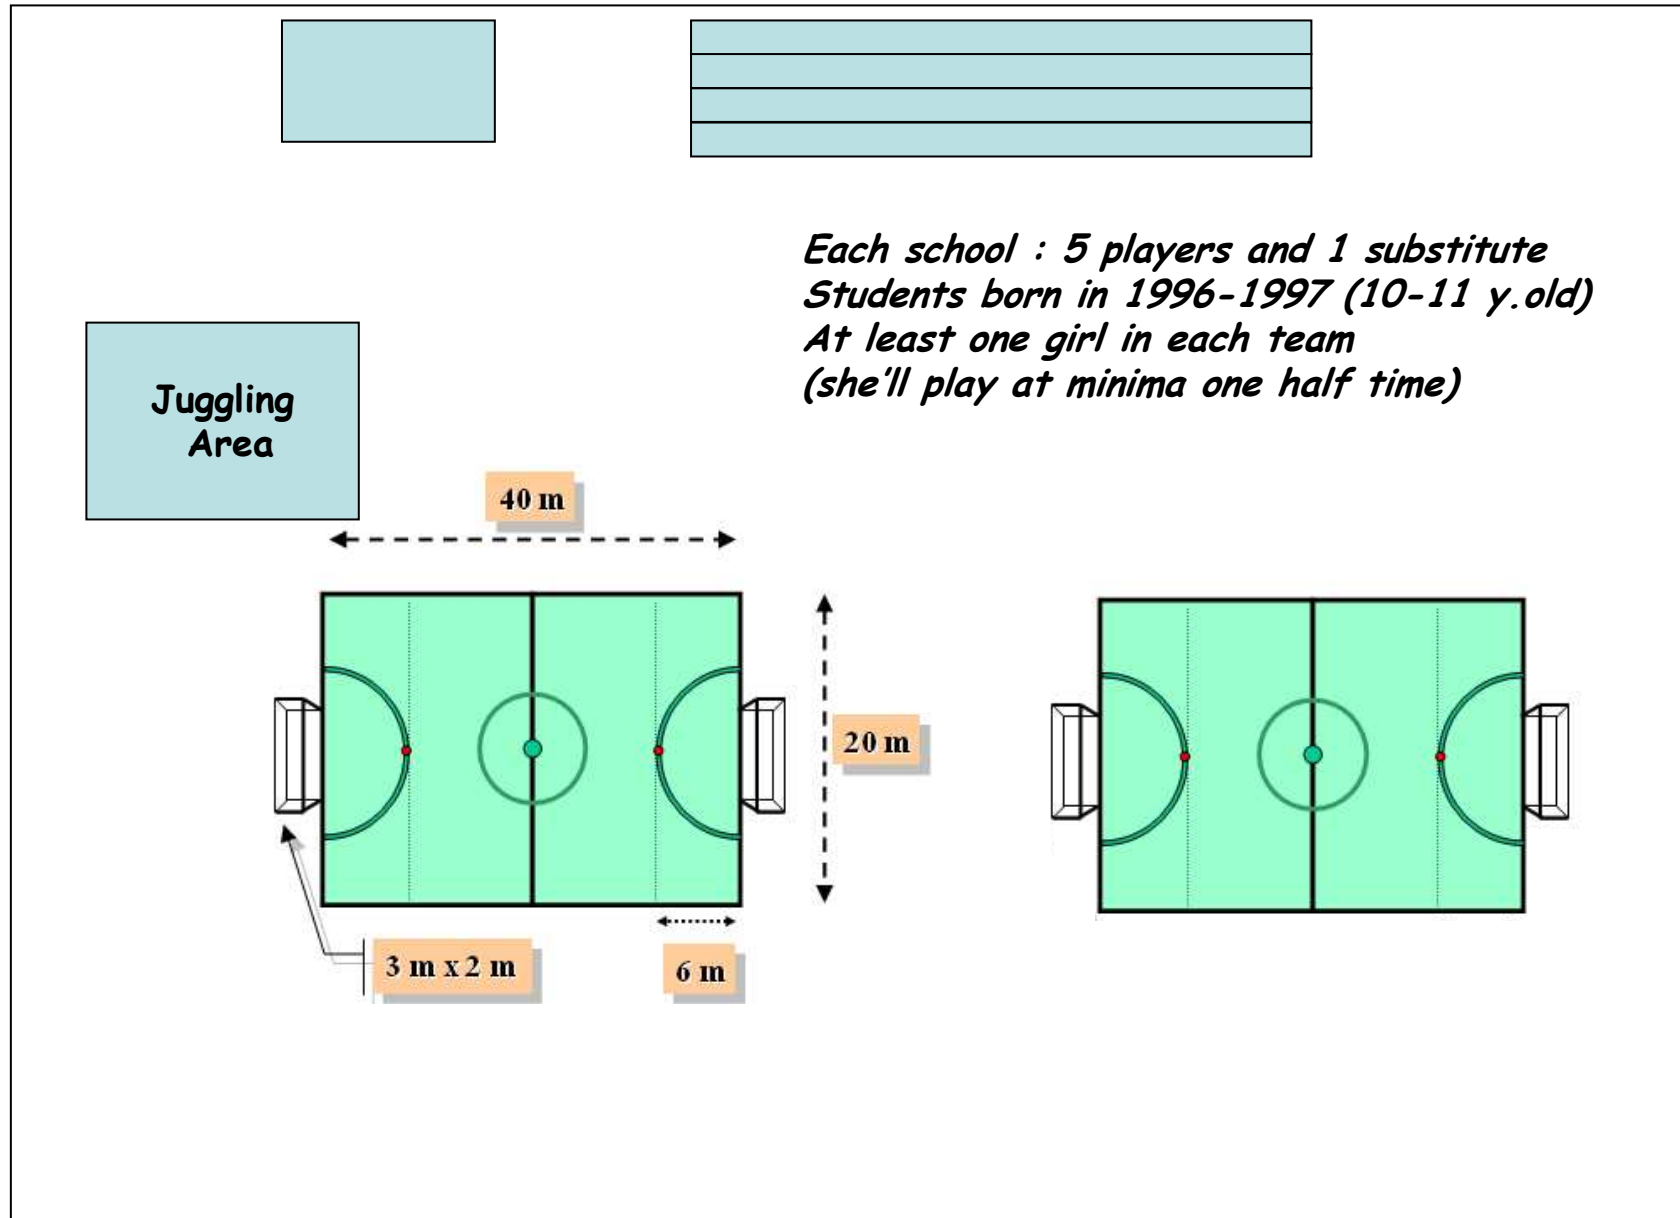 Each school : 5 players and 1 substitute
Students born in 1996-1997 (10-11 y.old)
At least one girl in each team
(she'll play at minima one half time)
Juggling
Area
40 m
20 m
3 m x 2 m
6 m